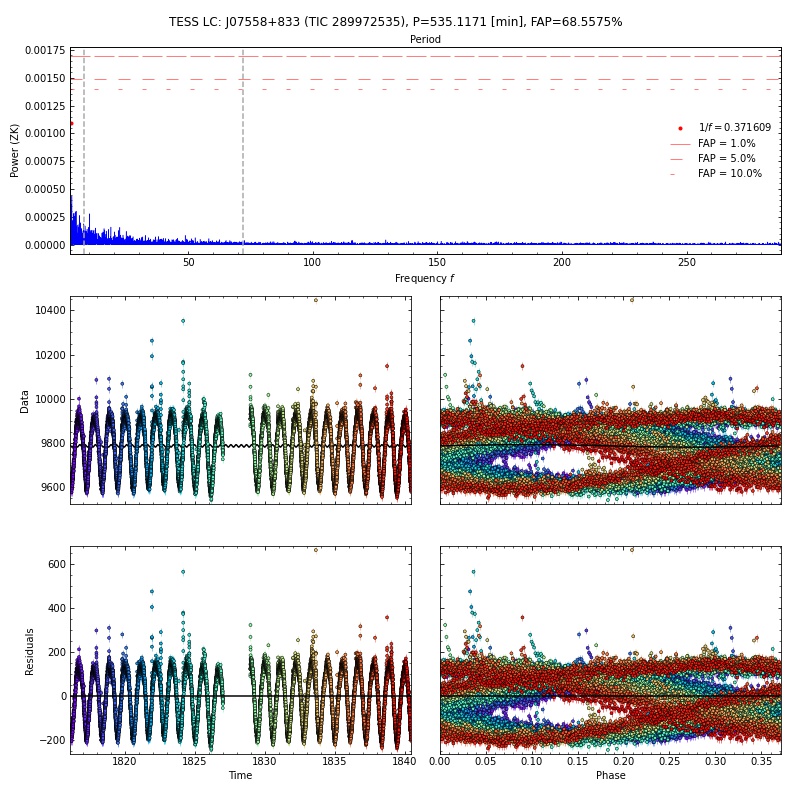 TESS LC: J07558+833 (TIC 289972535), P=535.1171 [min], FAP=68.5575%
Period
0.00175
0.00150
0.00125
0.00100
0.00075
0.00050
0.00025
0.00000
Power (ZK)
1/f = 0.371609
FAP = 1.0%
FAP = 5.0%
FAP = 10.0%
50 100 150 200 250
Frequency f
10400
10200
10000
9800
9600
Data
600
400
200
0
−200
Residuals
1820 1825 1830 1835 1840
Time
0.00 0.05 0.10 0.15 0.20 0.25 0.30 0.35
Phase